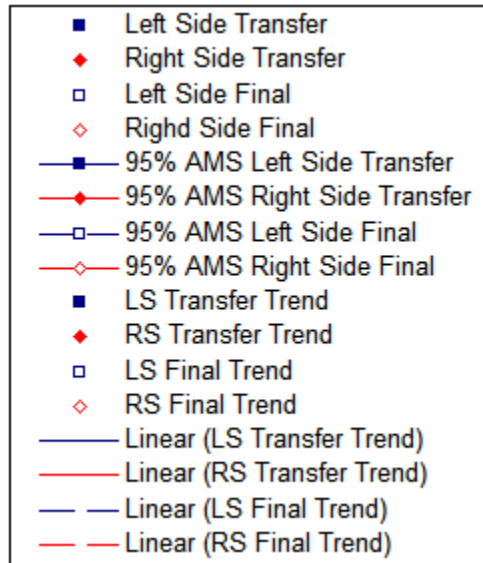 Left Side Transfer
Right Side Transfer
Left Side Final
Righd Side Final
95% AMS Left Side Transfer
95% AMS Right Side Transfer
95% AMS Left Side Final
95% AMS Right Side Final
LS Transfer Trend
RS Transfer Trend
LS Final Trend
RS Final Trend
Linear (LS Transfer Trend)
Linear (RS Transfer Trend)
Linear (LS Final Trend)
Linear (RS Final Trend)